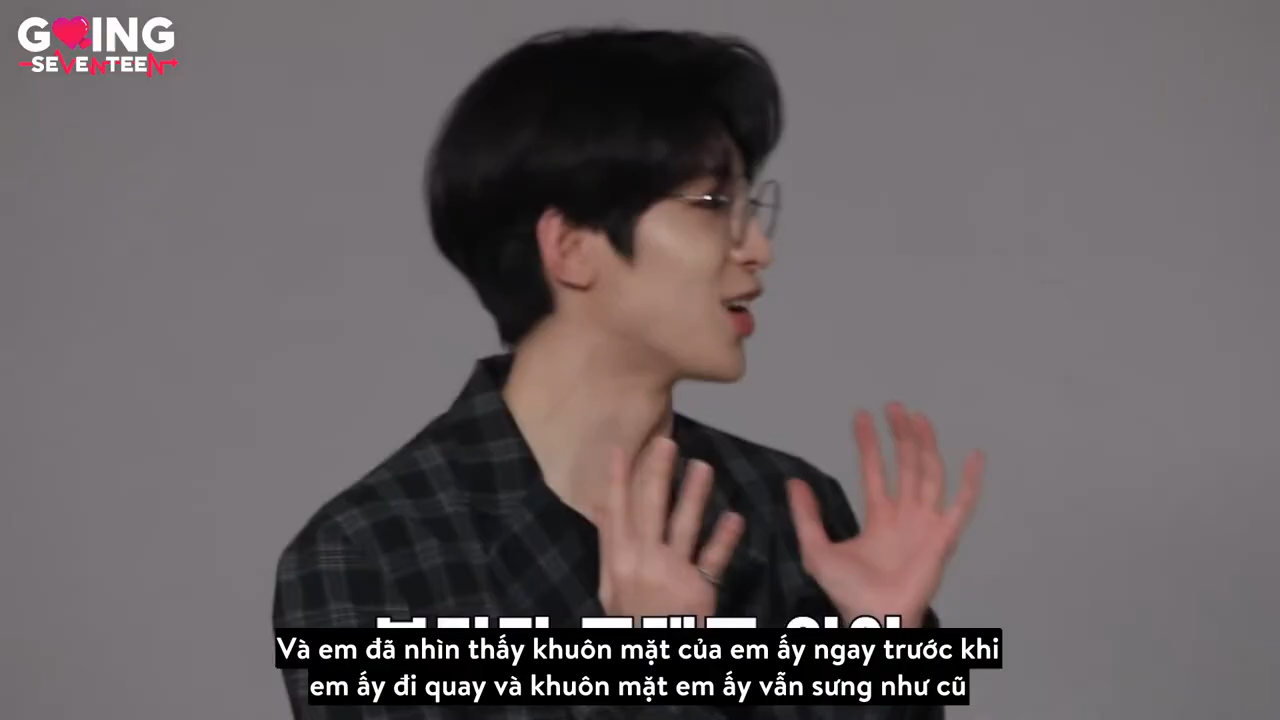 GOING
SEVENTEEN
Và em đã nhìn thấy khuôn mặt của em ấy ngay trước khi
em ấy đi quay và khuôn mặt em ấy vẫn sưng như cũ